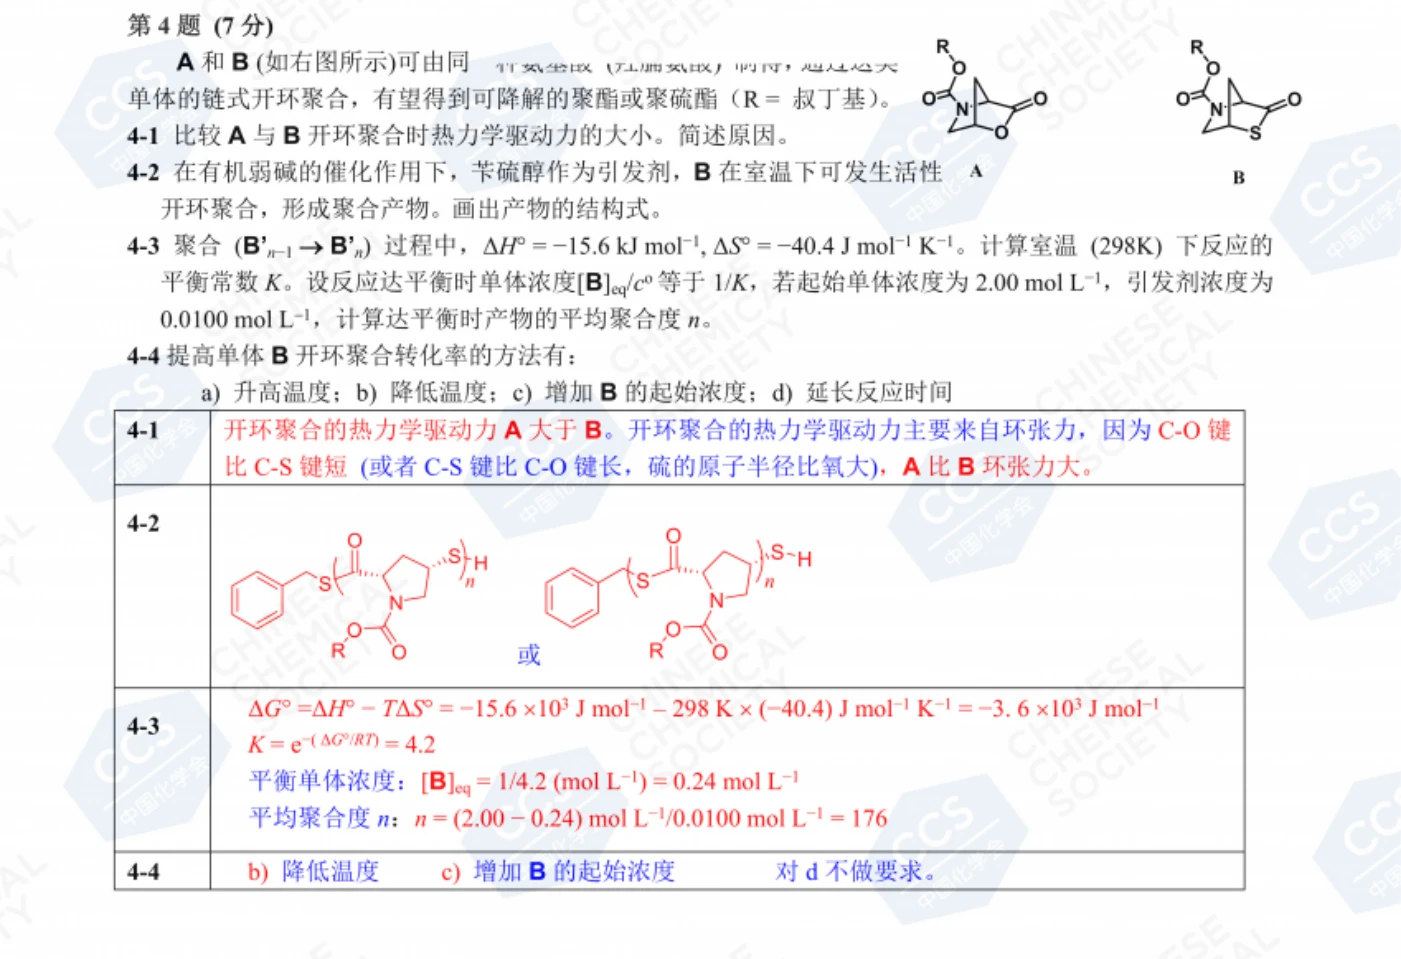 第 4 题 (7 分)
A 和 B (如右图所示)可由同
单体的链式开环聚合，有望得到可降解的聚酯或聚硫酯（R = 叔丁基）。
4-1 比较 A 与 B 开环聚合时热力学驱动力的大小。简述原因。
4-2 在有机弱碱的催化作用下，苄硫醇作为引发剂，B 在室温下可发生活性
开环聚合，形成聚合产物。画出产物的结构式。
R
O
O
N
O
O
A
R
O
O
N
O
S
B
4-3 聚合 (B'n−1 → B'n) 过程中，ΔH° = −15.6 kJ mol−1, ΔS° = −40.4 J mol−1 K−1。计算室温 (298K) 下反应的
平衡常数 K。设反应达平衡时单体浓度[B]eq/c° 等于 1/K，若起始单体浓度为 2.00 mol L−1，引发剂浓度为
0.0100 mol L−1，计算达平衡时产物的平均聚合度 n。
4-4 提高单体 B 开环聚合转化率的方法有：
a) 升高温度；b) 降低温度；c) 增加 B 的起始浓度；d) 延长反应时间
4-1 开环聚合的热力学驱动力 A 大于 B。开环聚合的热力学驱动力主要来自环张力，因为 C-O 键
比 C-S 键短 (或者 C-S 键比 C-O 键长，硫的原子半径比氧大)，A 比 B 环张力大。
4-2
O
S
S
H
n
N
O
R
O
或
O
S
S
H
n
N
O
R
O
4-3
ΔG° =ΔH° − TΔS° = −15.6 ×10³ J mol−1 – 298 K × (−40.4) J mol−1 K−1 = −3. 6 ×10³ J mol−1
K = e−( ΔG°/RT) = 4.2
平衡单体浓度：[B]eq = 1/4.2 (mol L−1) = 0.24 mol L−1
平均聚合度 n：n = (2.00 − 0.24) mol L−1/0.0100 mol L−1 = 176
4-4 b) 降低温度 c) 增加 B 的起始浓度 对 d 不做要求。